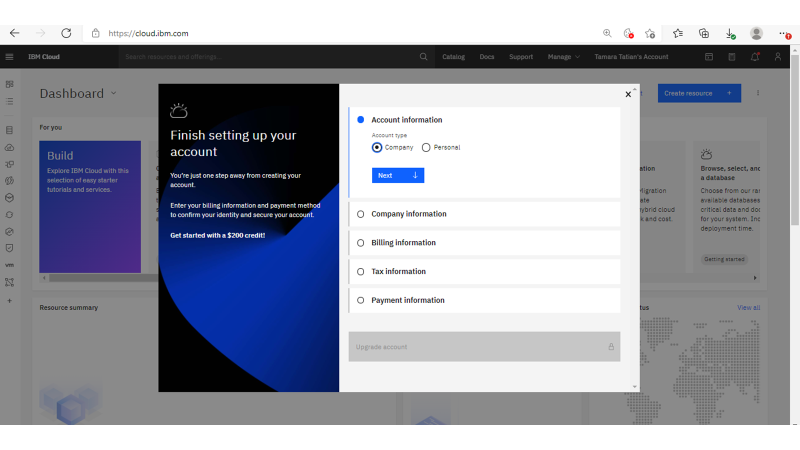 https://cloud.ibm.com
IBM Cloud
Search resources and offerings...
Catalog
Docs
Support
Manage
Tamara Tatian's Account
Dashboard
Create resource +
For you
Build
Explore IBM Cloud with this
selection of easy starter
tutorials and services.
Finish setting up your
account
You're just one step away from creating your
account.
Enter your billing information and payment method
to confirm your identity and secure your account.
Get started with a $200 credit!
Account information
Account type
Company
Personal
Next
Company information
Billing information
Tax information
Payment information
Upgrade account
Browse, select, and
a database
Choose from our
available databases
critical data and
for your system.
deployment time.
Getting started
hybrid cloud
and cost
Resource summary
View all